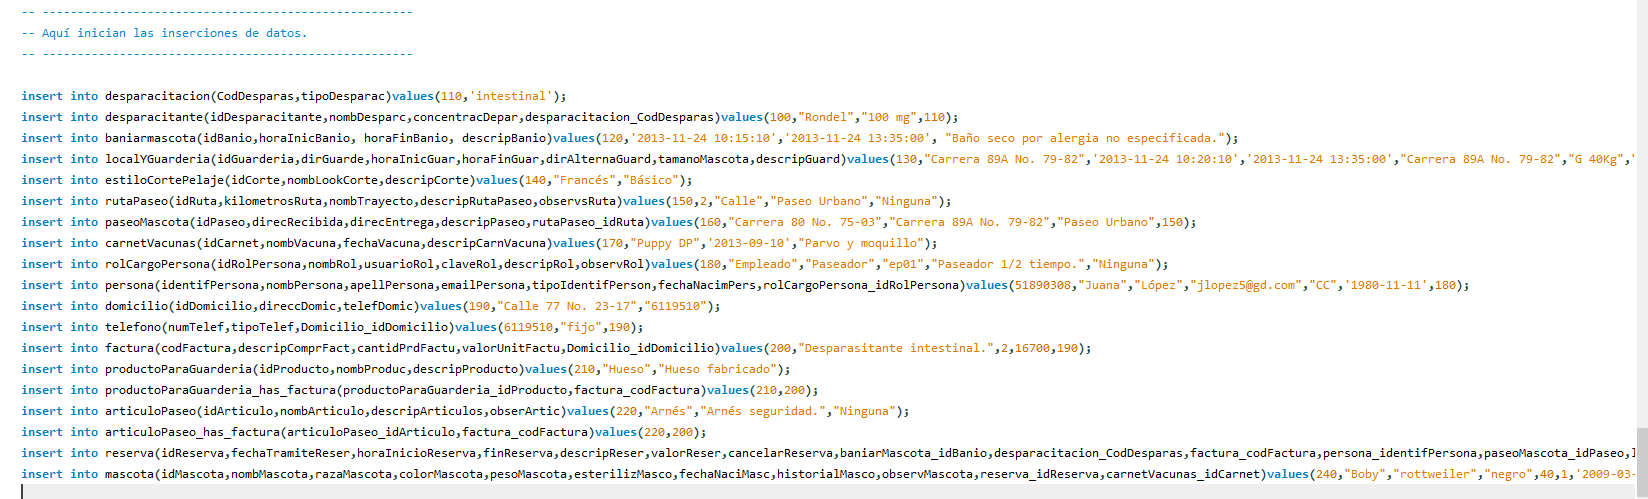 -- -----------------------------------------------------
-- Aquí inician las inserciones de datos.
-- -----------------------------------------------------
insert into desparacitacion(CodDesparas,tipoDesparac)values(110,'intestinal');
insert into desparacitante(idDesparacitante,nombDesparc,concentracDepar,desparacitacion_CodDesparas)values(100,"Rondel","100 mg",110);
insert into baniarmascota(idBanio,horaInicBanio, horaFinBanio, descripBanio)values(120,'2013-11-24 10:15:10','2013-11-24 13:35:00', "Baño seco por alergia no especificada.");
insert into localYGuarderia(idGuarderia,dirGuarde,horaInicGuar,horaFinGuar,dirAlternaGuard,tamanoMascota,descripGuard)values(130,"Carrera 89A No. 79-82",'2013-11-24 10:20:10','2013-11-24 13:35:00',"Carrera 89A No. 79-82","G 40Kg",'
insert into estiloCortePelaje(idCorte,nombLookCorte,descripCorte)values(140,"Francés","Básico");
insert into rutaPaseo(idRuta,kilometrosRuta,nombTrayecto,descripRutaPaseo,observsRuta)values(150,2,"Calle","Paseo Urbano","Ninguna");
insert into paseoMascota(idPaseo,direcRecibida,direcEntrega,descripPaseo,rutaPaseo_idRuta)values(160,"Carrera 80 No. 75-03","Carrera 89A No. 79-82","Paseo Urbano",150);
insert into carnetVacunas(idCarnet,nombVacuna,fechaVacuna,descripCarnVacuna)values(170,"Puppy DP",'2013-09-10',"Parvo y moquillo");
insert into rolCargoPersona(idRolPersona,nombRol,usuarioRol,claveRol,descripRol,observRol)values(180,"Empleado","Paseador","ep01","Paseador 1/2 tiempo.","Ninguna");
insert into persona(identifPersona,nombPersona,apellPersona,emailPersona,tipoIdentifPerson,fechaNacimPers,rolCargoPersona_idRolPersona)values(51890308,"Juana","López","jlopez5@gd.com","CC",'1980-11-11',180);
insert into domicilio(idDomicilio,direccDomic,telefDomic)values(190,"Calle 77 No. 23-17","6119510");
insert into telefono(numTelef,tipoTelef,Domicilio_idDomicilio)values(6119510,"fijo",190);
insert into factura(codFactura,descripComprFact,cantidPrdFactu,valorUnitFactu,Domicilio_idDomicilio)values(200,"Desparasitante intestinal.",2,16700,190);
insert into productoParaGuarderia(idProducto,nombProduc,descripProducto)values(210,"Hueso","Hueso fabricado");
insert into productoParaGuarderia_has_factura(productoParaGuarderia_idProducto,factura_codFactura)values(210,200);
insert into articuloPaseo(idArticulo,nombArticulo,descripArticulos,obserArtic)values(220,"Arnés","Arnés seguridad.","Ninguna");
insert into articuloPaseo_has_factura(articuloPaseo_idArticulo,factura_codFactura)values(220,200);
insert into reserva(idReserva,fechaTramiteReser,horaInicioReserva,finReserva,descripReser,valorReser,cancelarReserva,baniarMascota_idBanio,desparacitacion_CodDesparas,factura_codFactura,persona_identifPersona,paseoMascota_idPaseo,l
insert into mascota(idMascota,nombMascota,razaMascota,colorMascota,pesoMascota,esterilizMasco,fechaNaciMasc,historialMasco,observMascota,reserva_idReserva,carnetVacunas_idCarnet)values(240,"Boby","rottweiler","negro",40,1,'2009-03-